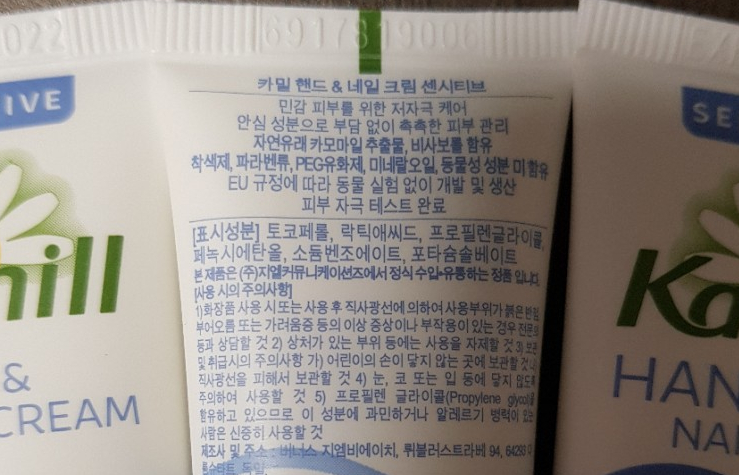 2022
69178 19006
IVE
SE
카밀 핸드 & 네일 크림 센시티브
민감 피부를 위한 저자극 케어
안심 성분으로 부담 없이 촉촉한 피부 관리
자연유래 카모마일 추출물, 비사보롤 함유
착색제, 파라벤류, PEG유화제, 미네랄오일, 동물성 성분 미함유
EU 규정에 따라 동물 실험 없이 개발 및 생산
피부 자극 테스트 완료
[표시성분] 토코페롤, 락틱애씨드, 프로필렌글라이콜,
페녹시에탄올, 소듐벤조에이트, 포타슘솔베이트
본 제품은 (주)지엘커뮤니케이션즈에서 정식 수입•유통하는 정품 입니다.
[사용 시의 주의사항]
1) 화장품 사용 시 또는 사용 후 직사광선에 의하여 사용부위가 붉은 반점,
부어오름 또는 가려움증 등의 이상 증상이나 부작용이 있는 경우 전문의
등과 상담할 것 2) 상처가 있는 부위 등에는 사용을 자제할 것 3) 보관
및 취급시의 주의사항 가) 어린이의 손이 닿지 않는 곳에 보관할 것
직사광선을 피해서 보관할 것 4) 눈, 코 또는 입 등에 닿지 않도록
주의하여 사용할 것 5) 프로필렌 글라이콜(Propylene glycol)을
함유하고 있으므로 이 성분에 과민하거나 알레르기 병력이 있는
사람은 신중히 사용할 것
제조사 및 주소 : 버너스 지엠비에이치, 뤼블러스트라베 94, 64293
hill
Ka
&
CREAM
HAN
NA